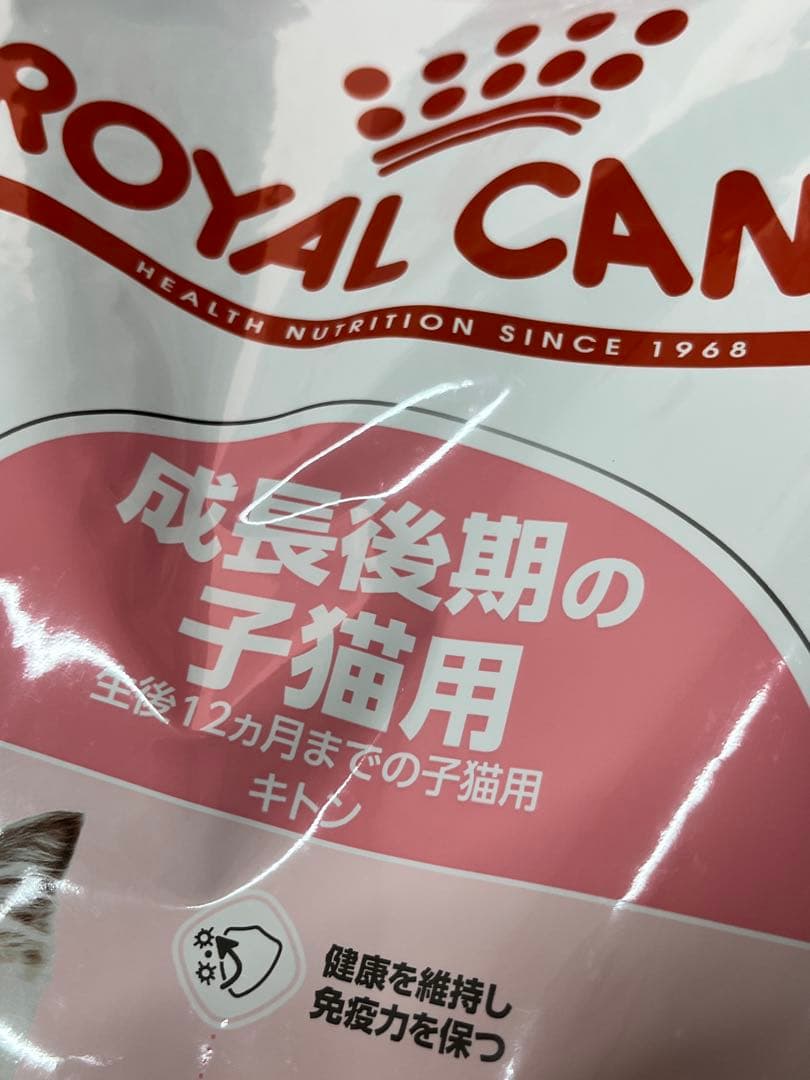 ROYAL CAN
HEALTH NUTRITION SINCE 1968
成長後期の
子猫用
生後12ヵ月までの子猫用
キトン
健康を維持し
免疫力を保つ